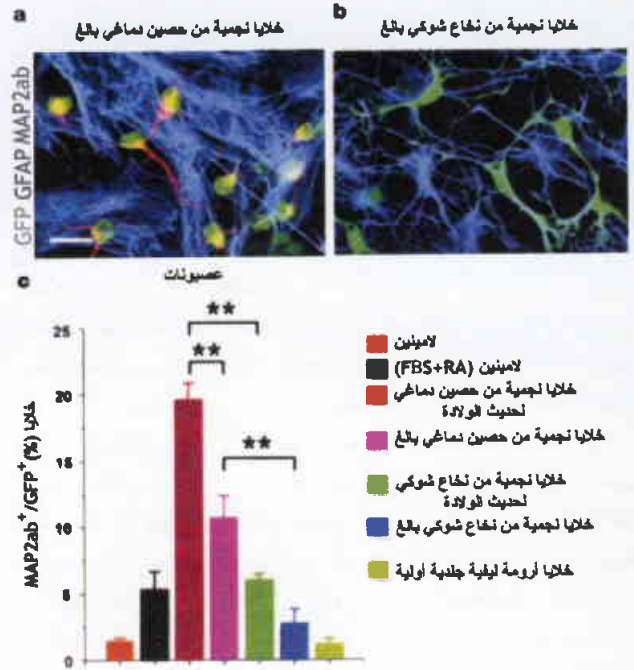 a
خلايا نجمية من حصين دماغي بالغ
b
خلايا نجمية من نخاع شوكي بالغ
GFP GFAP MAP2ab
c
عصبونات
MAP2ab⁺/GFP⁺(%) خلايا
25
20
15
10
5
0
**
**
**
لامينين
لامينين (FBS+RA)
خلايا نجمية من حصين دماغي
لحديث الولادة
خلايا نجمية من حصين دماغي بالغ
خلايا نجمية من نخاع شوكي
لحديث الولادة
خلايا نجمية من نخاع شوكي بالغ
خلايا أرومة ليفية جلدية أولية